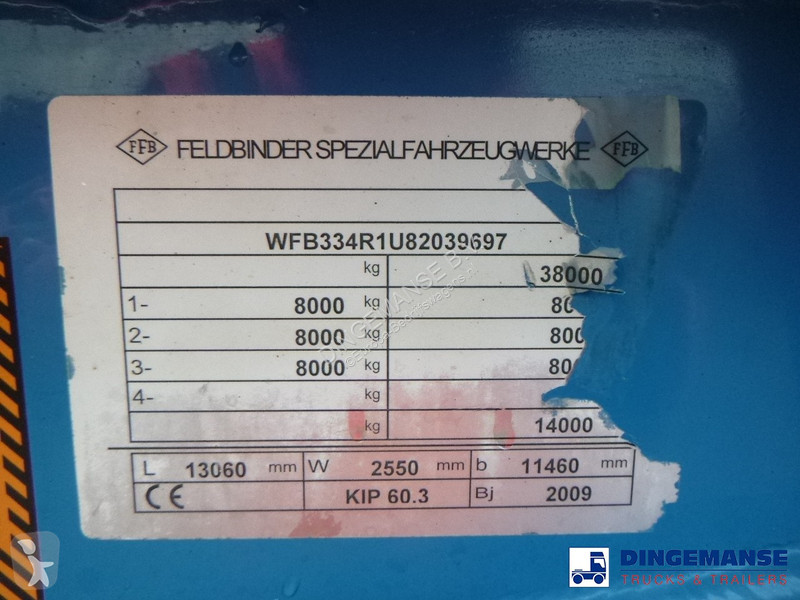 FFB FELDBINDER SPEZIALFAHRZEUGWERKE FFB
WFB334R1U82039697
kg 38000
1- 8000 kg 80
2- 8000 kg 800
3- 8000 kg 80
4-
kg 14000
L 13060 mm W 2550 mm b 11460 mm
CE KIP 60.3 Bj 2009
DINGEMANSE B.V.
DINGEMANSE
TRUCKS & TRAILERS